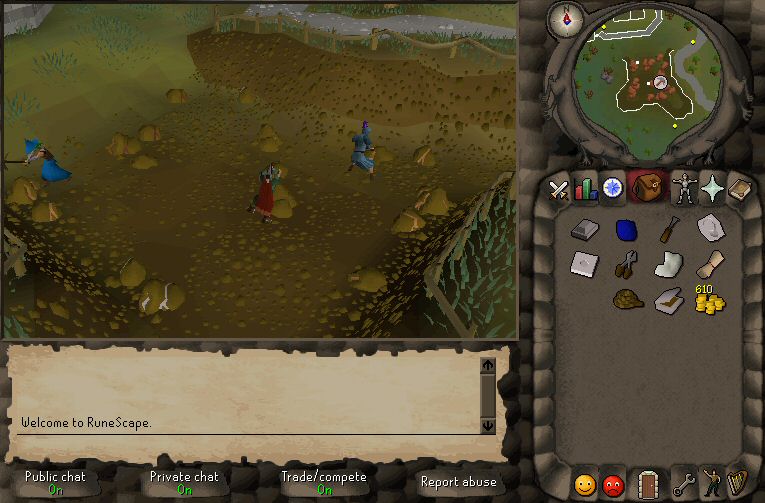 610
Welcome to RuneScape.
Public chat
On
Private chat
On
Trade/compete
On
Report abuse